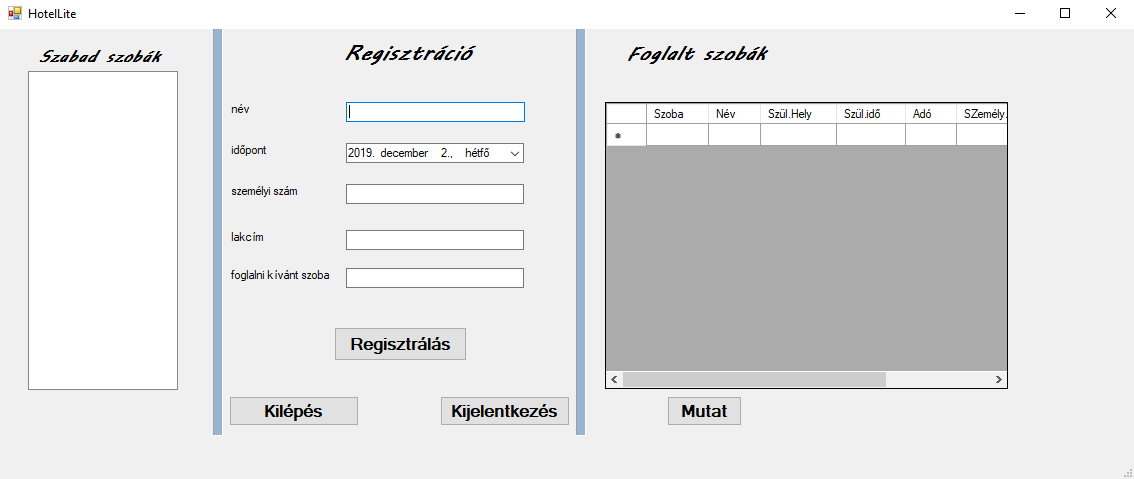 HotelLite
Szabad szobák
Regisztráció
név
időpont
2019. december 2., hétfő
személyi szám
lakcím
foglalni kívánt szoba
Regisztrálás
Kilépés
Kijelentkezés
Foglalt szobák
Szoba Név Szül.Hely Szül.idő Adó SZemély.
Mutat